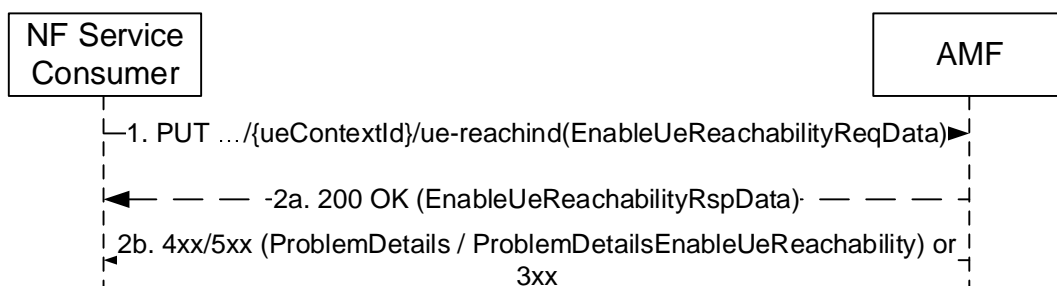 NF Service
Consumer
AMF
1. PUT …/{ueContextId}/ue-reachind(EnableUeReachabilityReqData)
2a. 200 OK (EnableUeReachabilityRspData)
2b. 4xx/5xx (ProblemDetails / ProblemDetailsEnableUeReachability) or
3xx